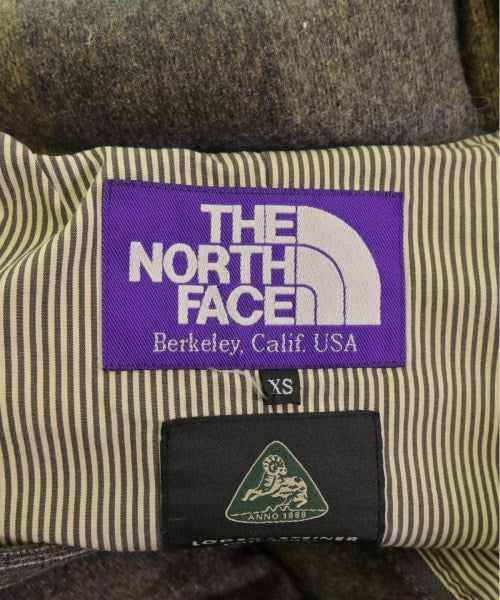 THE
NORTH
FACE
Berkeley, Calif. USA
XS
ANNO 1888